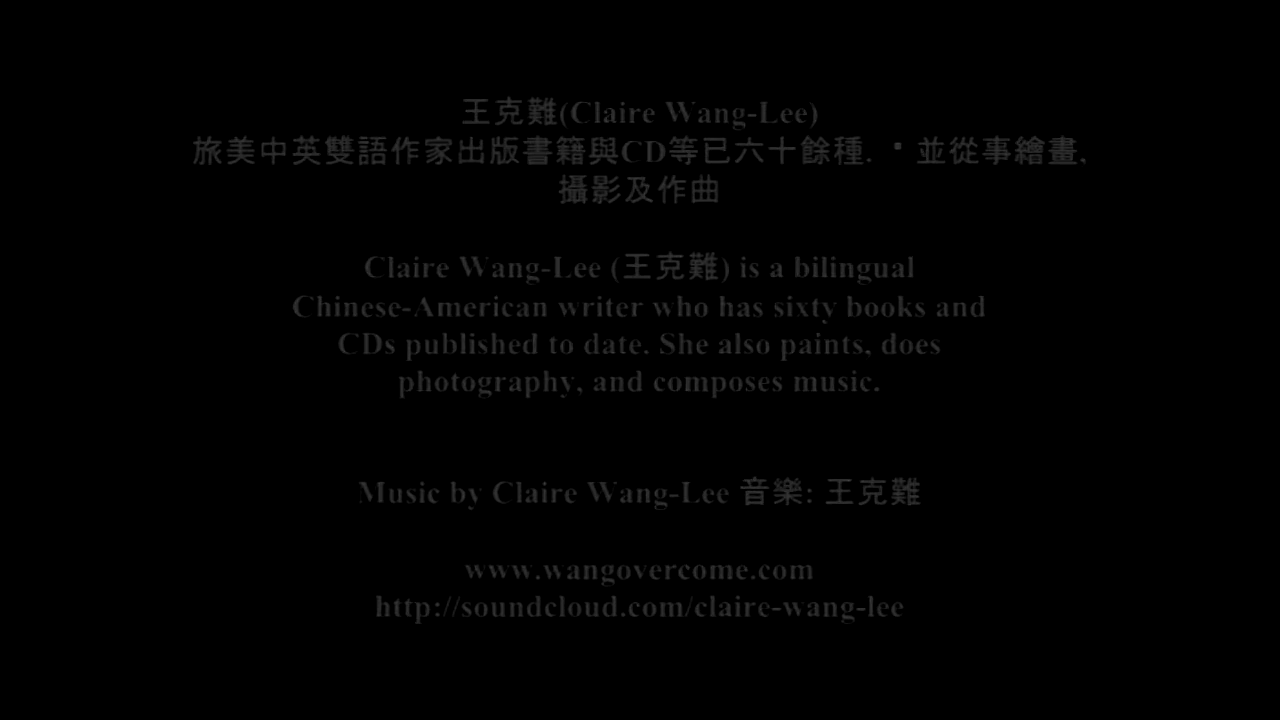 王克難(Claire Wang-Lee)
旅美中英雙語作家出版書籍與CD等已六十餘種. ‧並從事繪畫,
攝影及作曲
Claire Wang-Lee (王克難) is a bilingual
Chinese-American writer who has sixty books and
CDs published to date. She also paints, does
photography, and composes music.
Music by Claire Wang-Lee 音樂: 王克難
www.wangovercome.com
http://soundcloud.com/claire-wang-lee